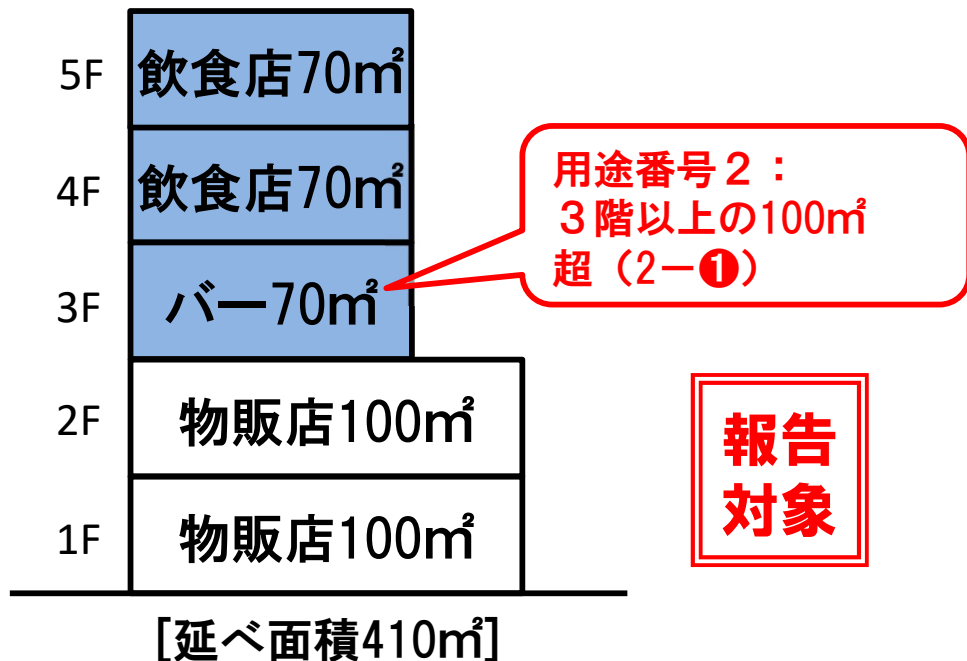 5F
飲食店70㎡
4F
飲食店70㎡
3F
バー70㎡
2F
物販店100㎡
1F
物販店100㎡
[延べ面積410㎡]
用途番号２：
３階以上の100㎡
超（2－❶）
報告
対象